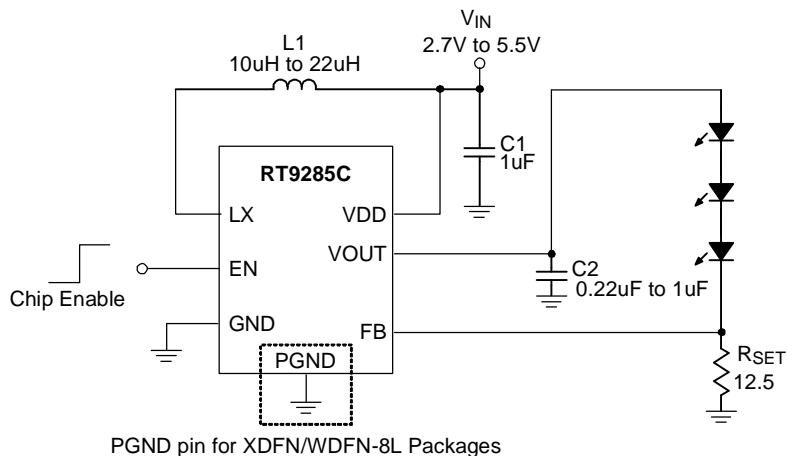 VIN
2.7V to 5.5V
L1
10uH to 22uH
C1
1uF
RT9285C
LX
VDD
VOUT
EN
Chip Enable
C2
0.22uF to 1uF
GND
FB
PGND
RSET
12.5
PGND pin for XDFN/WDFN-8L Packages